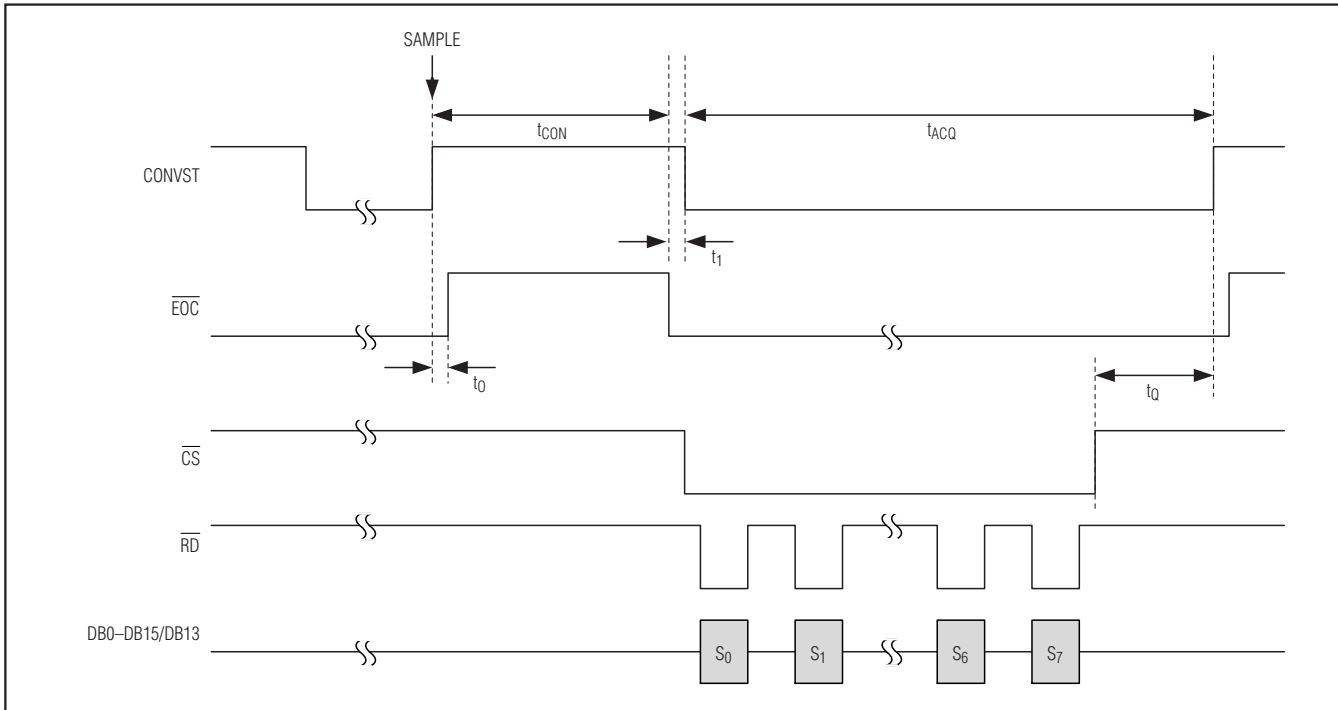 SAMPLE
tCON
tACQ
CONVST
t1
EOC
t0
tQ
CS
RD
DB0–DB15/DB13
S0
S1
S6
S7